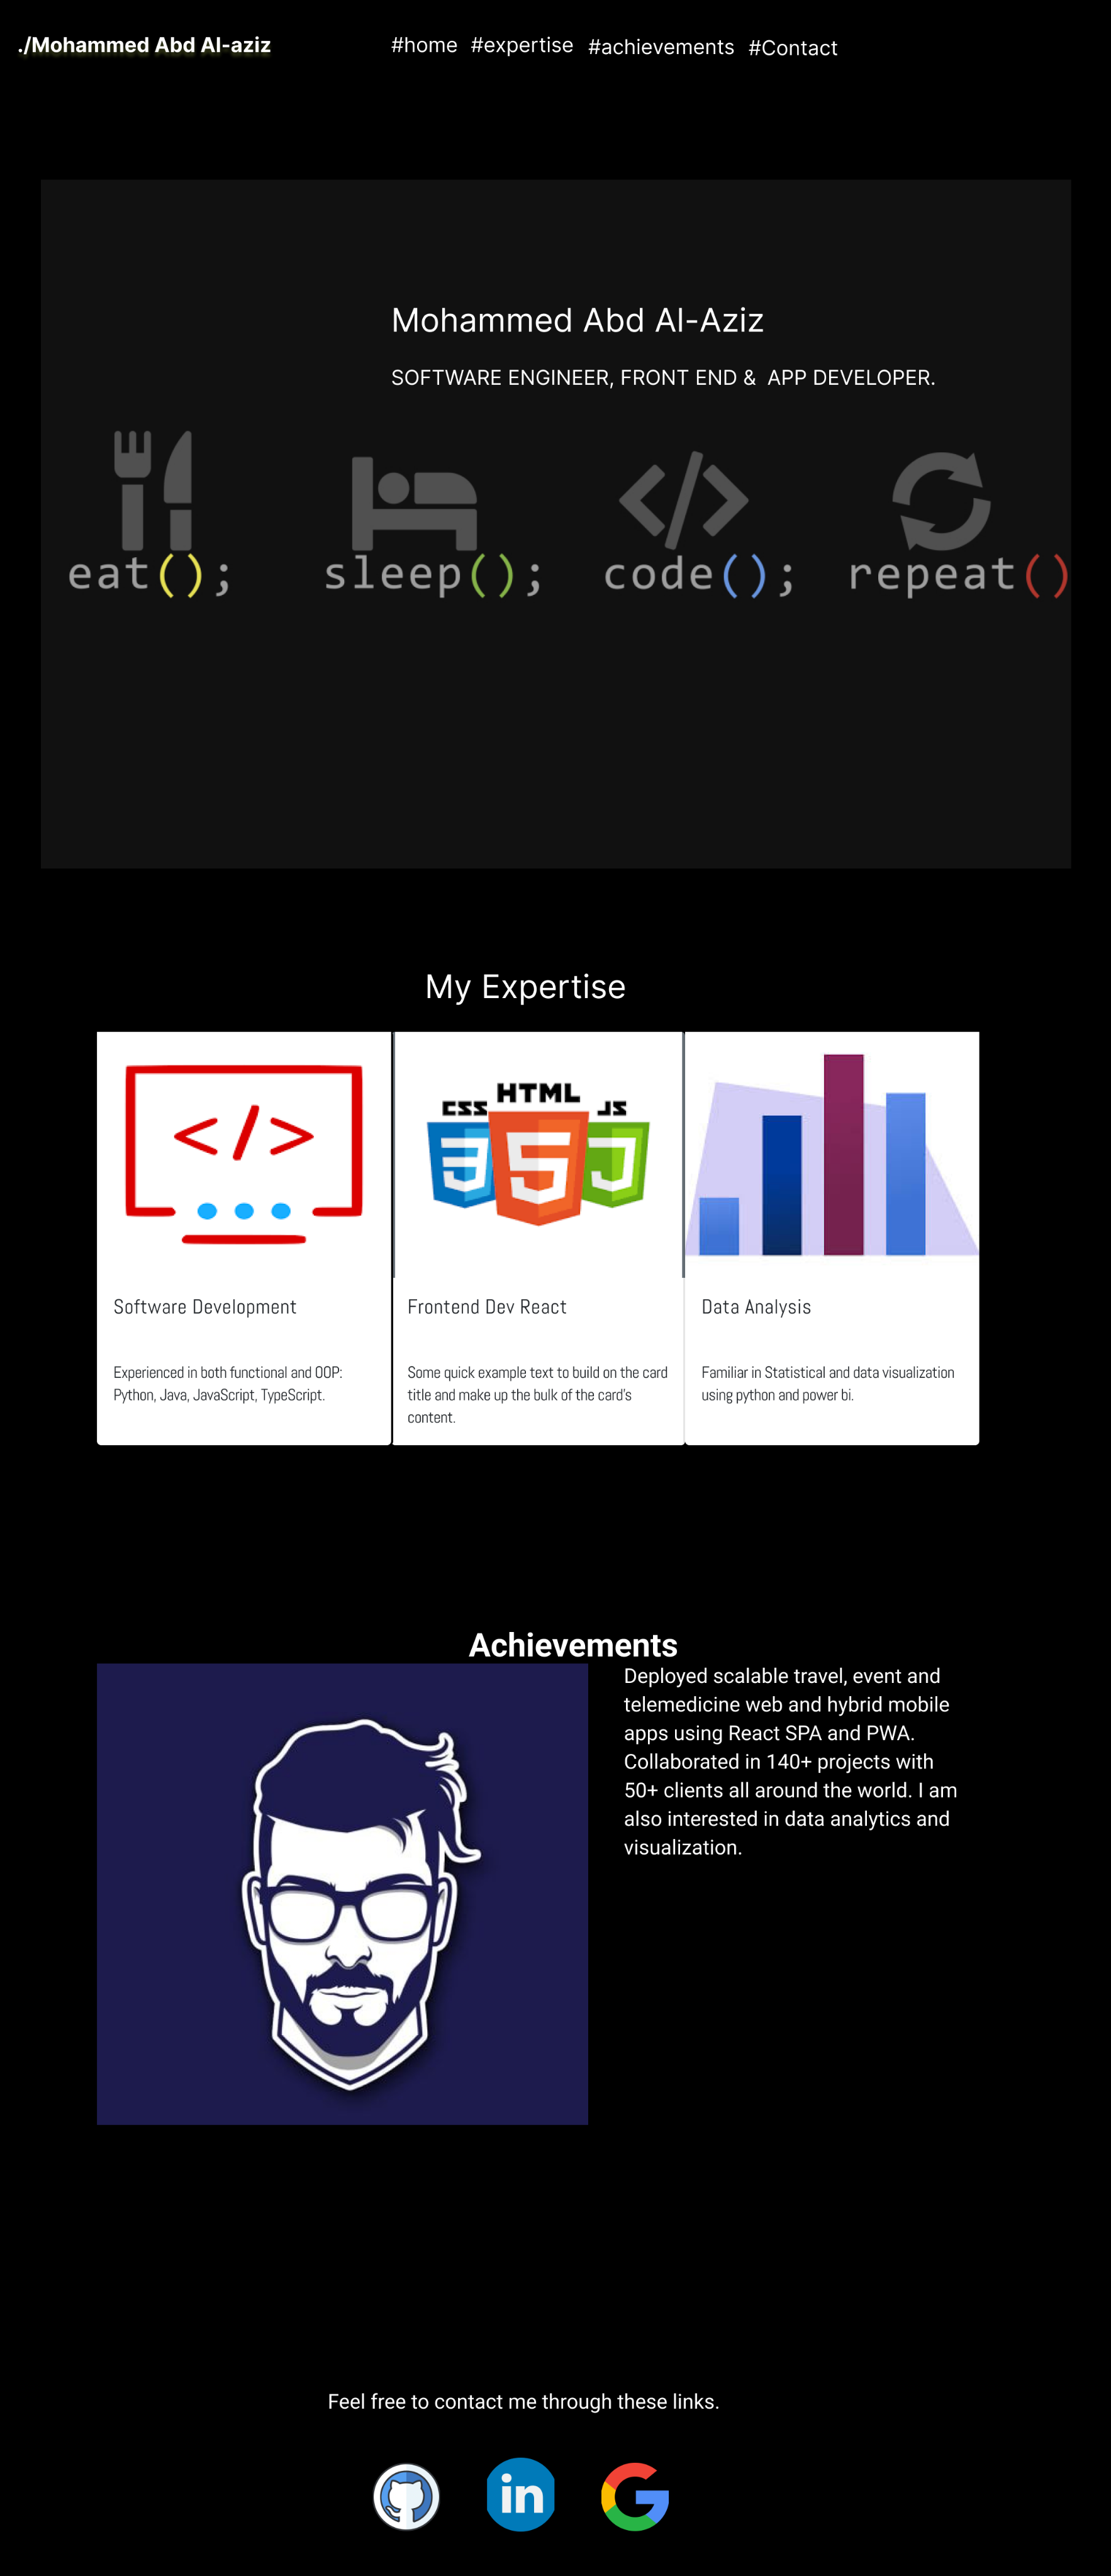 ./Mohammed Abd Al-aziz
#home #expertise #achievements #Contact
Mohammed Abd Al-Aziz
SOFTWARE ENGINEER, FRONT END & APP DEVELOPER.
eat(); sleep(); code(); repeat()
My Expertise
</>
CSS HTML JS
3 5 J
Software Development
Experienced in both functional and OOP:
Python, Java, JavaScript, TypeScript.
Frontend Dev React
Some quick example text to build on the card
title and make up the bulk of the card's
content.
Data Analysis
Familiar in Statistical and data visualization
using python and power bi.
Achievements
Deployed scalable travel, event and
telemedicine web and hybrid mobile
apps using React SPA and PWA.
Collaborated in 140+ projects with
50+ clients all around the world. I am
also interested in data analytics and
visualization.
Feel free to contact me through these links.
in G